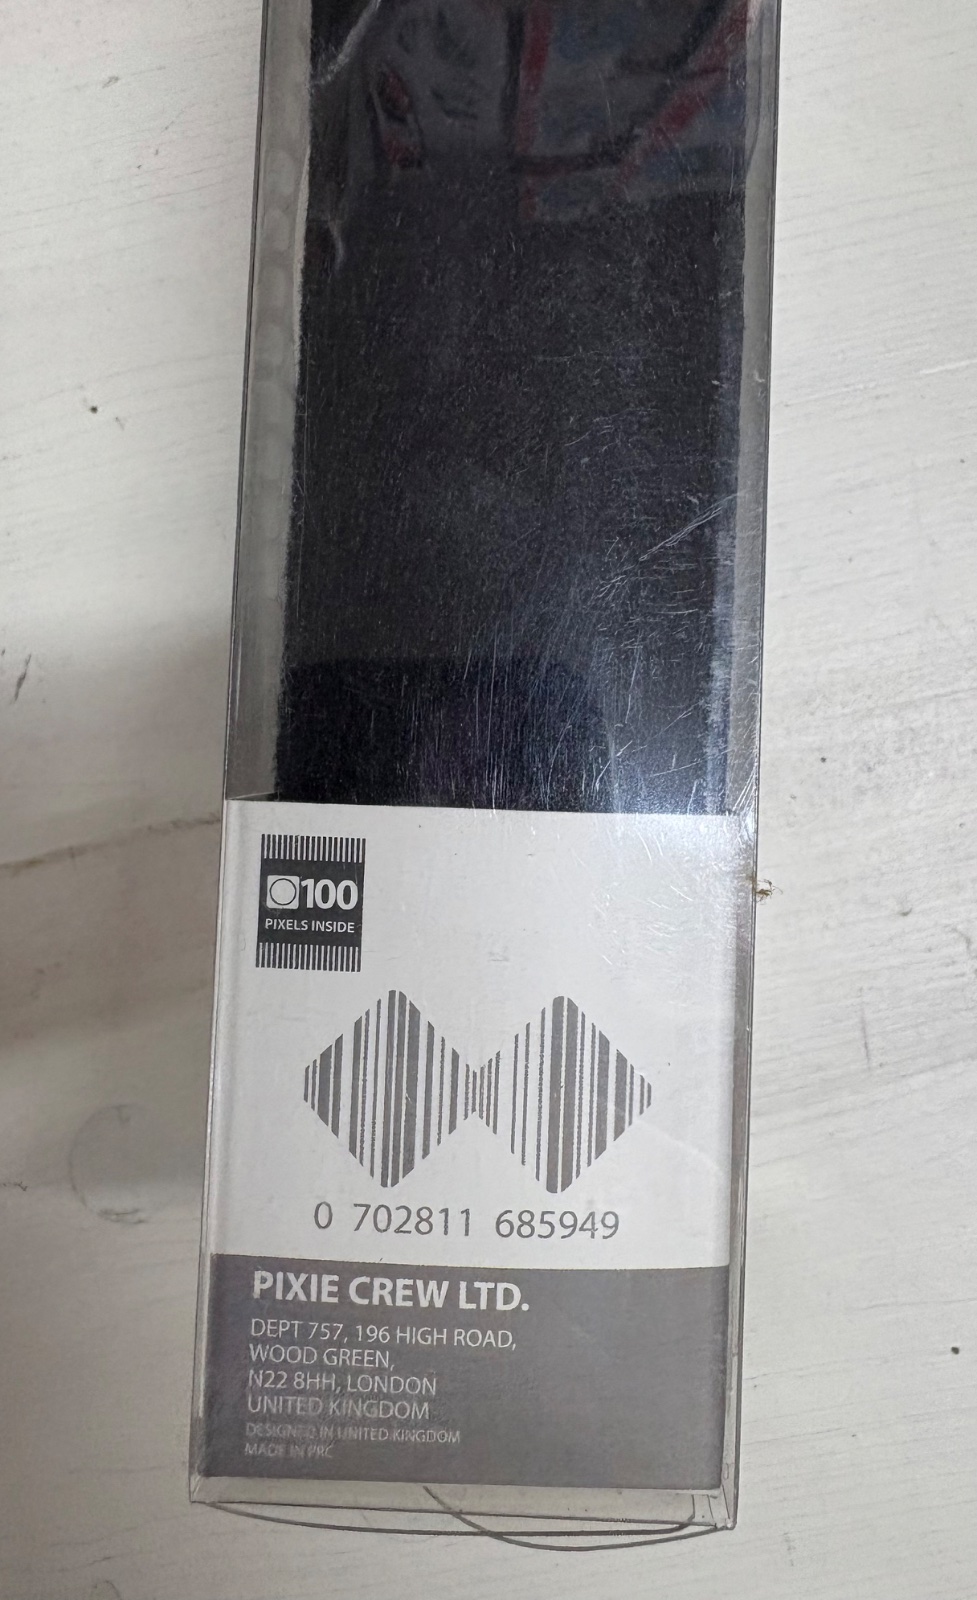 100
PIXELS INSIDE
0 702811 685949
PIXIE CREW LTD.
DEPT 757, 196 HIGH ROAD,
WOOD GREEN,
N22 8HH, LONDON
UNITED KINGDOM
DESIGNED IN UNITED KINGDOM
MADE IN PRC